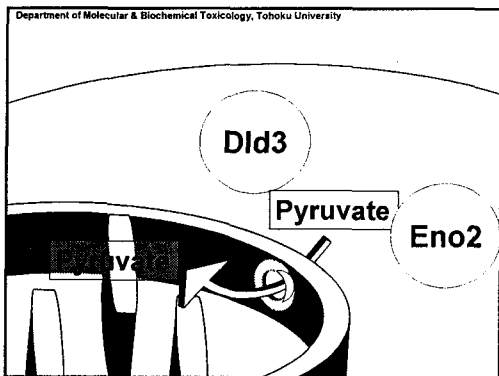 Department of Molecular & Biochemical Toxicology, Tohoku University
Dld3
Pyruvate
Eno2
Pyruvate